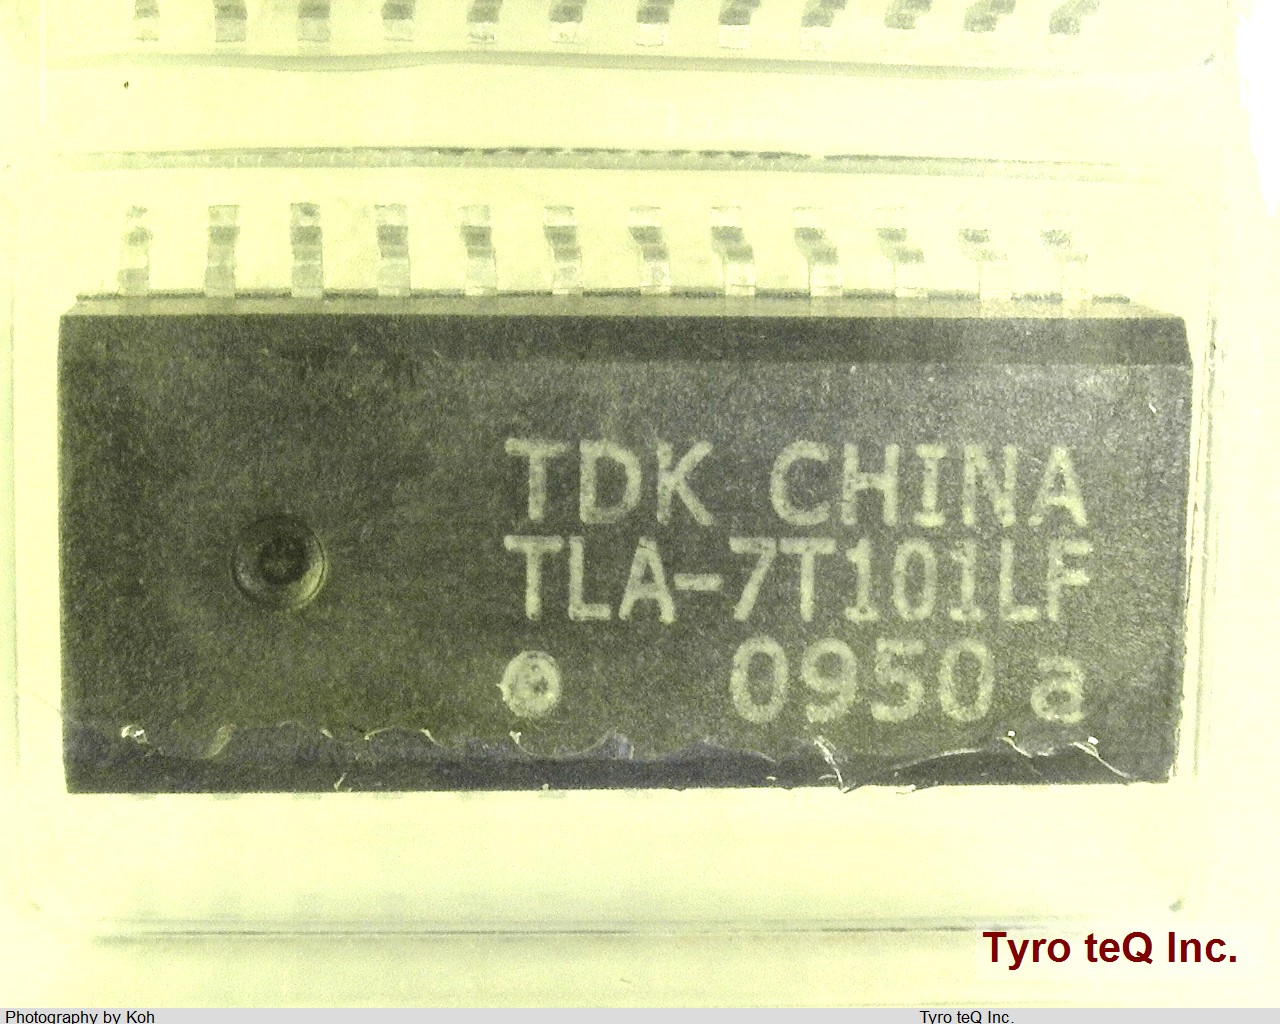 TDK CHINA
TLA-7T101LF
0950 a
Tyro teQ Inc.
Photography by Koh
Tyro teQ Inc.